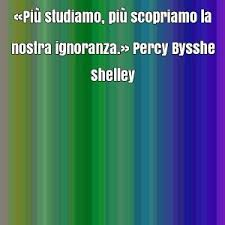 «Più studiamo, più scopriamo la
nostra ignoranza.» Percy Bysshe
Shelley